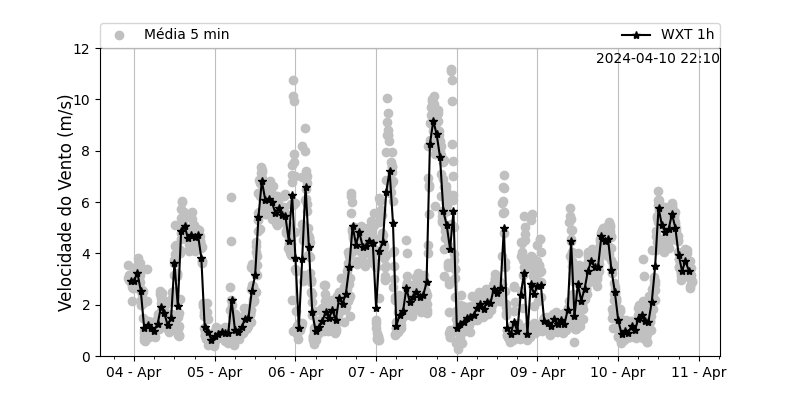 Média 5 min
WXT 1h
2024-04-10 22:10
Velocidade do Vento (m/s)
12
10
8
6
4
2
0
04 - Apr
05 - Apr
06 - Apr
07 - Apr
08 - Apr
09 - Apr
10 - Apr
11 - Apr